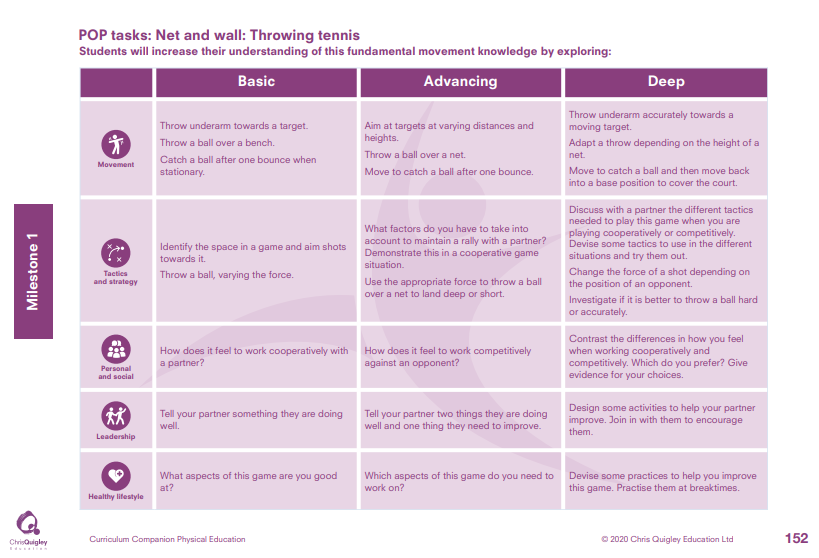 POP tasks: Net and wall: Throwing tennis
Students will increase their understanding of this fundamental movement knowledge by exploring:
Basic
Advancing
Deep
Milestone 1
Movement
Throw underarm towards a target.
Throw a ball over a bench.
Catch a ball after one bounce when
stationary.
Aim at targets at varying distances and
heights.
Throw a ball over a net.
Move to catch a ball after one bounce.
Throw underarm accurately towards a
moving target.
Adapt a throw depending on the height of a
net.
Move to catch a ball and then move back
into a base position to cover the court.
Tactics
and strategy
Identify the space in a game and aim shots
towards it.
Throw a ball, varying the force.
What factors do you have to take into
account to maintain a rally with a partner?
Demonstrate this in a cooperative game
situation.
Use the appropriate force to throw a ball
over a net to land deep or short.
Discuss with a partner the different tactics
needed to play this game when you are
playing cooperatively or competitively.
Devise some tactics to use in the different
situations and try them out.
Change the force of a shot depending on
the position of an opponent.
Investigate if it is better to throw a ball hard
or accurately.
Personal
and social
How does it feel to work cooperatively with
a partner?
How does it feel to work competitively
against an opponent?
Contrast the differences in how you feel
when working cooperatively and
competitively. Which do you prefer? Give
evidence for your choices.
Leadership
Tell your partner something they are doing
well.
Tell your partner two things they are doing
well and one thing they need to improve.
Design some activities to help your partner
improve. Join in with them to encourage
them.
Healthy lifestyle
What aspects of this game are you good
at?
Which aspects of this game do you need to
work on?
Devise some practices to help you improve
this game. Practise them at breaktimes.
ChrisQuigley
Education
Curriculum Companion Physical Education
© 2020 Chris Quigley Education Ltd
152